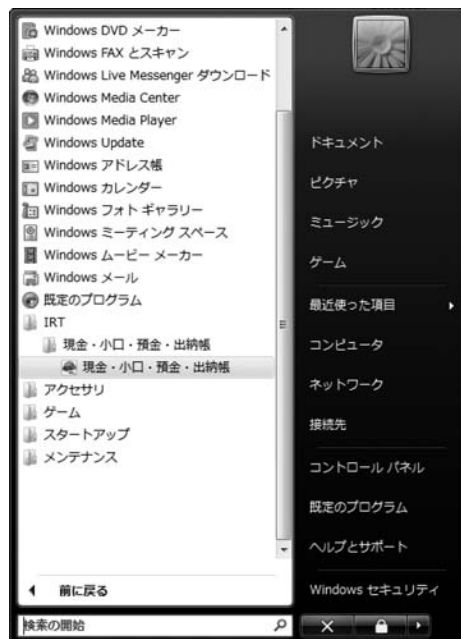 Windows DVD メーカー
Windows FAX とスキャン
Windows Live Messenger ダウンロード
Windows Media Center
Windows Media Player
Windows Update
Windows アドレス帳
Windows カレンダー
Windows フォト ギャラリー
Windows ミーティング スペース
Windows ムービー メーカー
Windows メール
既定のプログラム
IRT
現金・小口・預金・出納帳
現金・小口・預金・出納帳
アクセサリ
ゲーム
スタートアップ
メンテナンス
前に戻る
検索の開始
ドキュメント
ピクチャ
ミュージック
ゲーム
最近使った項目
コンピュータ
ネットワーク
接続先
コントロール パネル
既定のプログラム
ヘルプとサポート
Windows セキュリティ